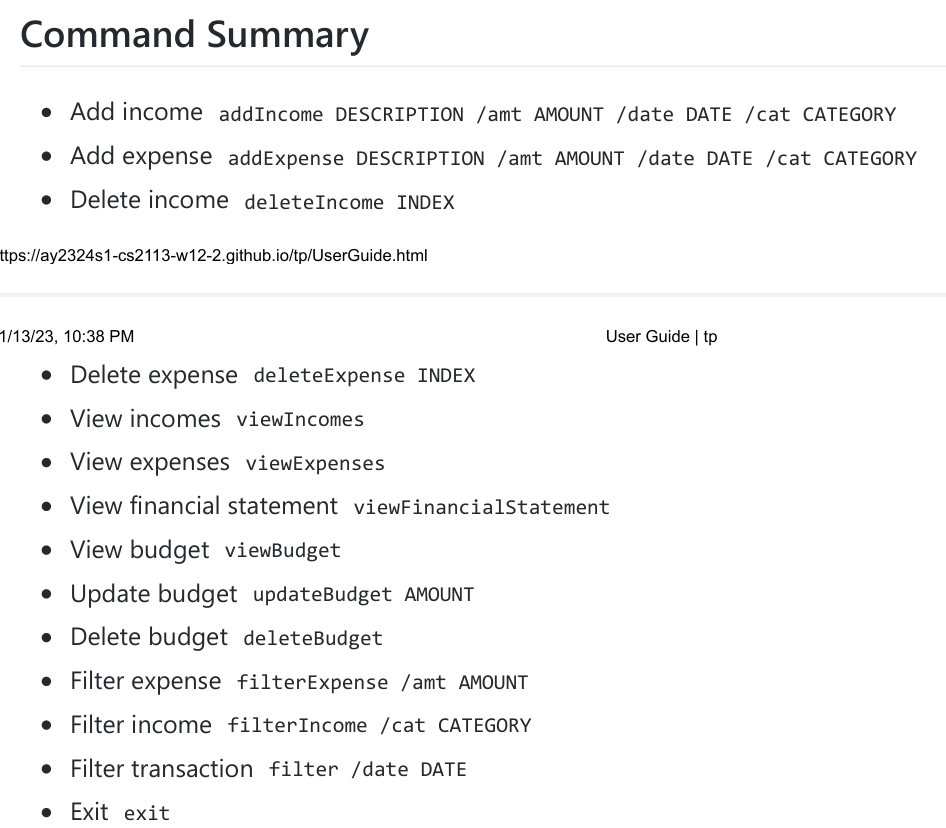 Command Summary
Add income addIncome DESCRIPTION /amt AMOUNT /date DATE /cat CATEGORY
Add expense addExpense DESCRIPTION /amt AMOUNT /date DATE /cat CATEGORY
Delete income deleteIncome INDEX
ttps://ay2324s1-cs2113-w12-2.github.io/tp/UserGuide.html
1/13/23, 10:38 PM User Guide | tp
Delete expense deleteExpense INDEX
View incomes viewIncomes
View expenses viewExpenses
View financial statement viewFinancialStatement
View budget viewBudget
Update budget updateBudget AMOUNT
Delete budget deleteBudget
Filter expense filterExpense /amt AMOUNT
Filter income filterIncome /cat CATEGORY
Filter transaction filter /date DATE
Exit exit